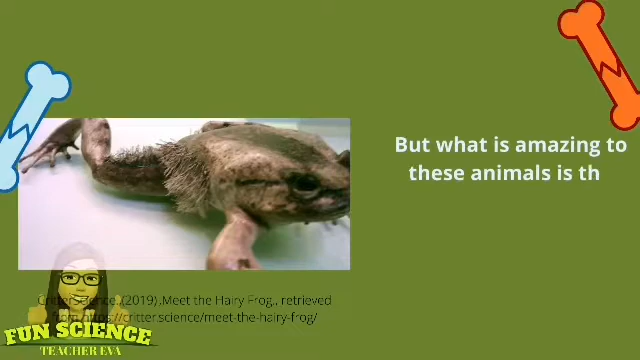 But what is amazing to
these animals is th
CritterScience.,(2019),Meet the Hairy Frog., retrieved
from https://critter.science/meet-the-hairy-frog/
FUN SCIENCE
TEACHER EVA